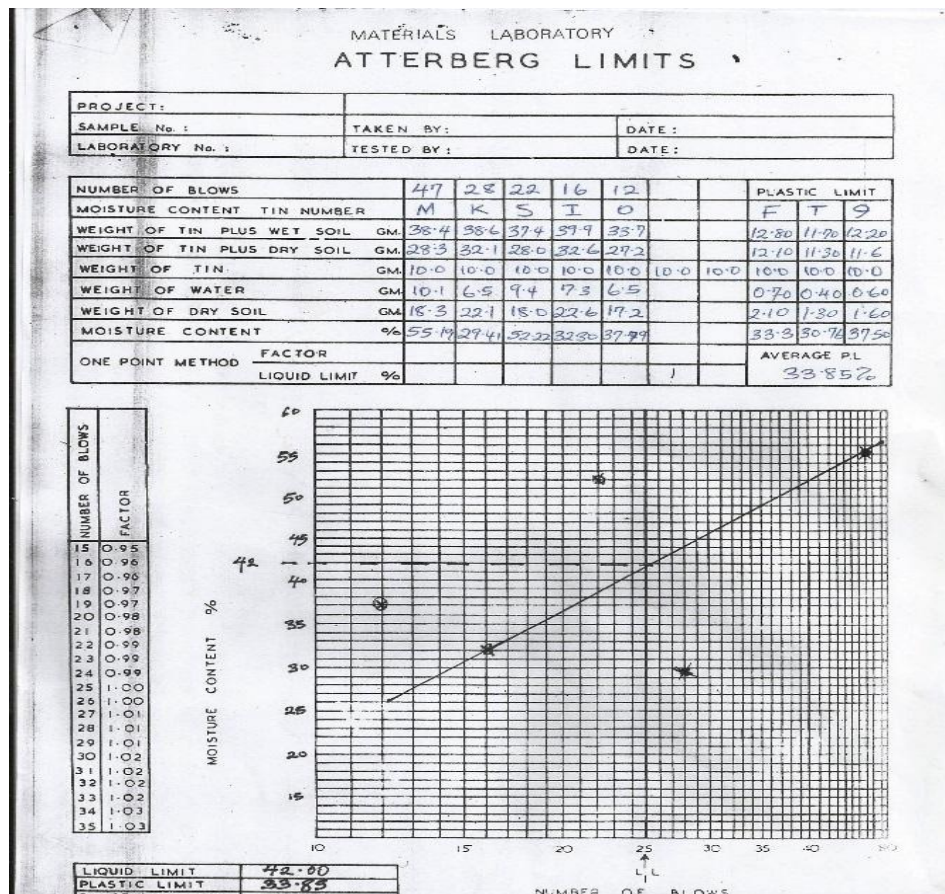 MATERIALS LABORATORY
ATTERBERG LIMITS
PROJECT:
SAMPLE No. : TAKEN BY: DATE :
LABORATORY No. : TESTED BY : DATE :
NUMBER OF BLOWS 47 28 22 16 12 PLASTIC LIMIT
MOISTURE CONTENT TIN NUMBER M K S I O F T 9
WEIGHT OF TIN PLUS WET SOIL GM. 38.4 38.6 37.4 39.9 33.7 12.80 11.70 12.20
WEIGHT OF TIN PLUS DRY SOIL GM. 28.3 32.1 28.0 32.6 27.2 12.10 11.30 11.6
WEIGHT OF TIN GM. 10.0 10.0 10.0 10.0 10.0 10.0 10.0 10.0 10.0 10.0
WEIGHT OF WATER GM. 10.1 6.5 9.4 7.3 6.5 0.70 0.40 0.60
WEIGHT OF DRY SOIL GM. 18.3 22.1 18.0 22.6 17.2 2.10 1.30 1.60
MOISTURE CONTENT % 55.19 29.41 52.22 32.30 37.79 33.3 30.76 37.50
ONE POINT METHOD FACTOR AVERAGE P.L
LIQUID LIMIT % 33.85%
NUMBER OF BLOWS FACTOR
15 0.95
16 0.96
17 0.96
18 0.97
19 0.97
20 0.98
21 0.98
22 0.99
23 0.99
24 0.99
25 1.00
26 1.00
27 1.01
28 1.01
29 1.01
30 1.02
31 1.02
32 1.02
33 1.02
34 1.03
35 1.03
MOISTURE CONTENT %
60
55
50
45
42
40
35
30
25
20
15
10 15 20 25 30 35 40
LL
NUMBER OF BLOWS
LIQUID LIMIT 42.00
PLASTIC LIMIT 33.85